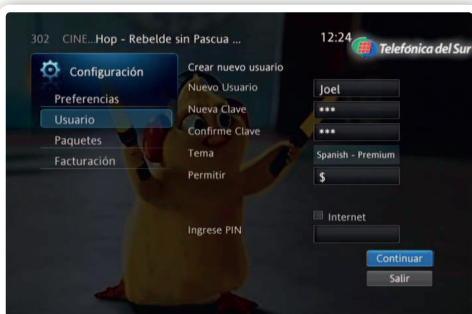 302 CINE...Hop - Rebelde sin Pascua ... 12:24
Telefónica del Sur
Configuración
Preferencias
Usuario
Paquetes
Facturación
Crear nuevo usuario
Nuevo Usuario Joel
Nueva Clave ***
Confirme Clave ***
Tema Spanish - Premium
Permitir $
Internet
Ingrese PIN
Continuar
Salir